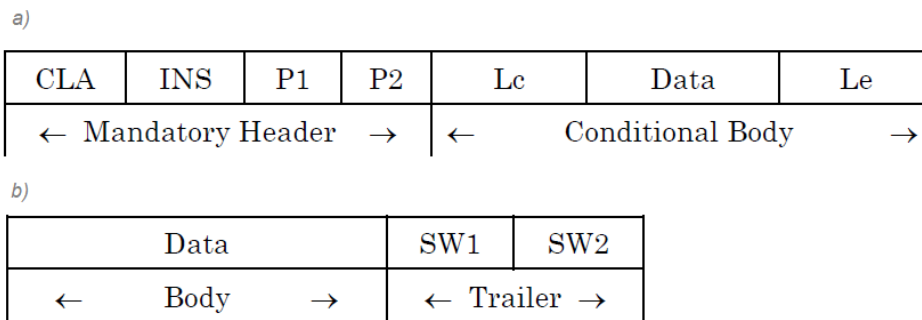 a)
CLA INS P1 P2 Lc Data Le
← Mandatory Header → ← Conditional Body →
b)
Data SW1 SW2
← Body → ← Trailer →